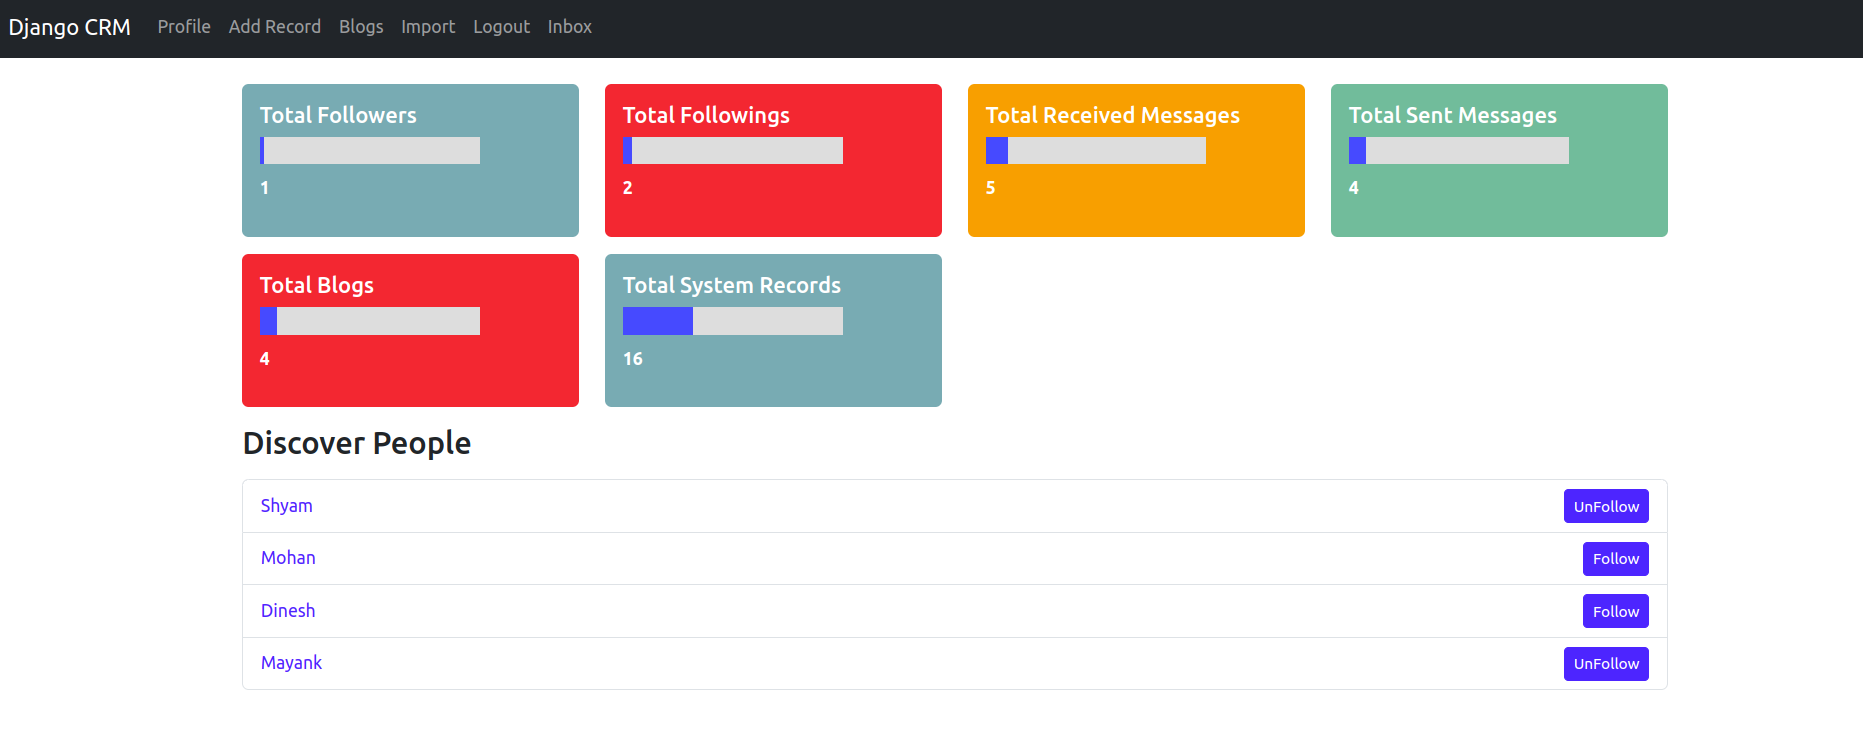 Django CRM Profile Add Record Blogs Import Logout Inbox
Total Followers
1
Total Followings
2
Total Received Messages
5
Total Sent Messages
4
Total Blogs
4
Total System Records
16
Discover People
Shyam UnFollow
Mohan Follow
Dinesh Follow
Mayank UnFollow